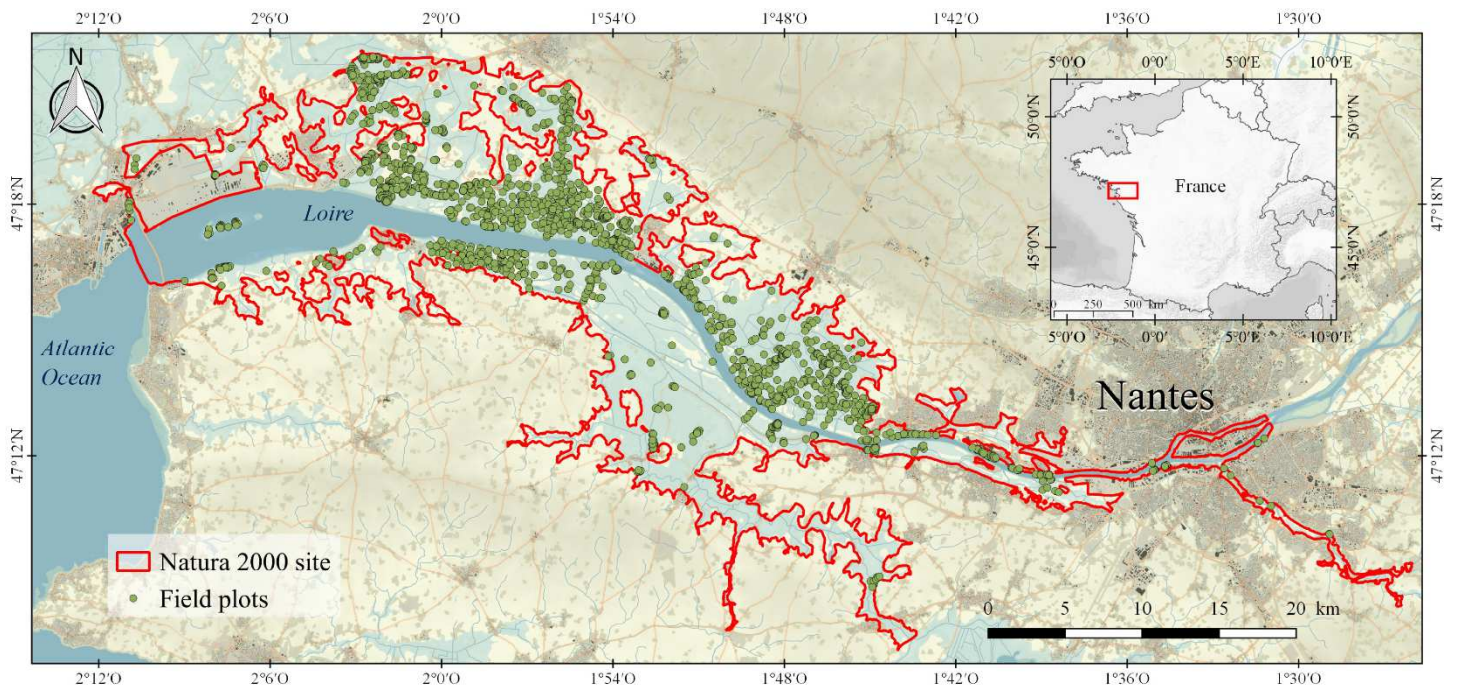 2°12'O 2°6'O 2°0'O 1°54'O 1°48'O 1°42'O 1°36'O 1°30'O
N
5°0'O 0°0' 5°0'E 10°0'E
50°0'N
50°0'N
France
45°0'N
45°0'N
0 250 500 km
5°0'O 0°0' 5°0'E 10°0'E
47°18'N
47°18'N
Loire
Atlantic
Ocean
Nantes
47°12'N
47°12'N
Natura 2000 site
Field plots
0 5 10 15 20 km
2°12'O 2°6'O 2°0'O 1°54'O 1°48'O 1°42'O 1°36'O 1°30'O